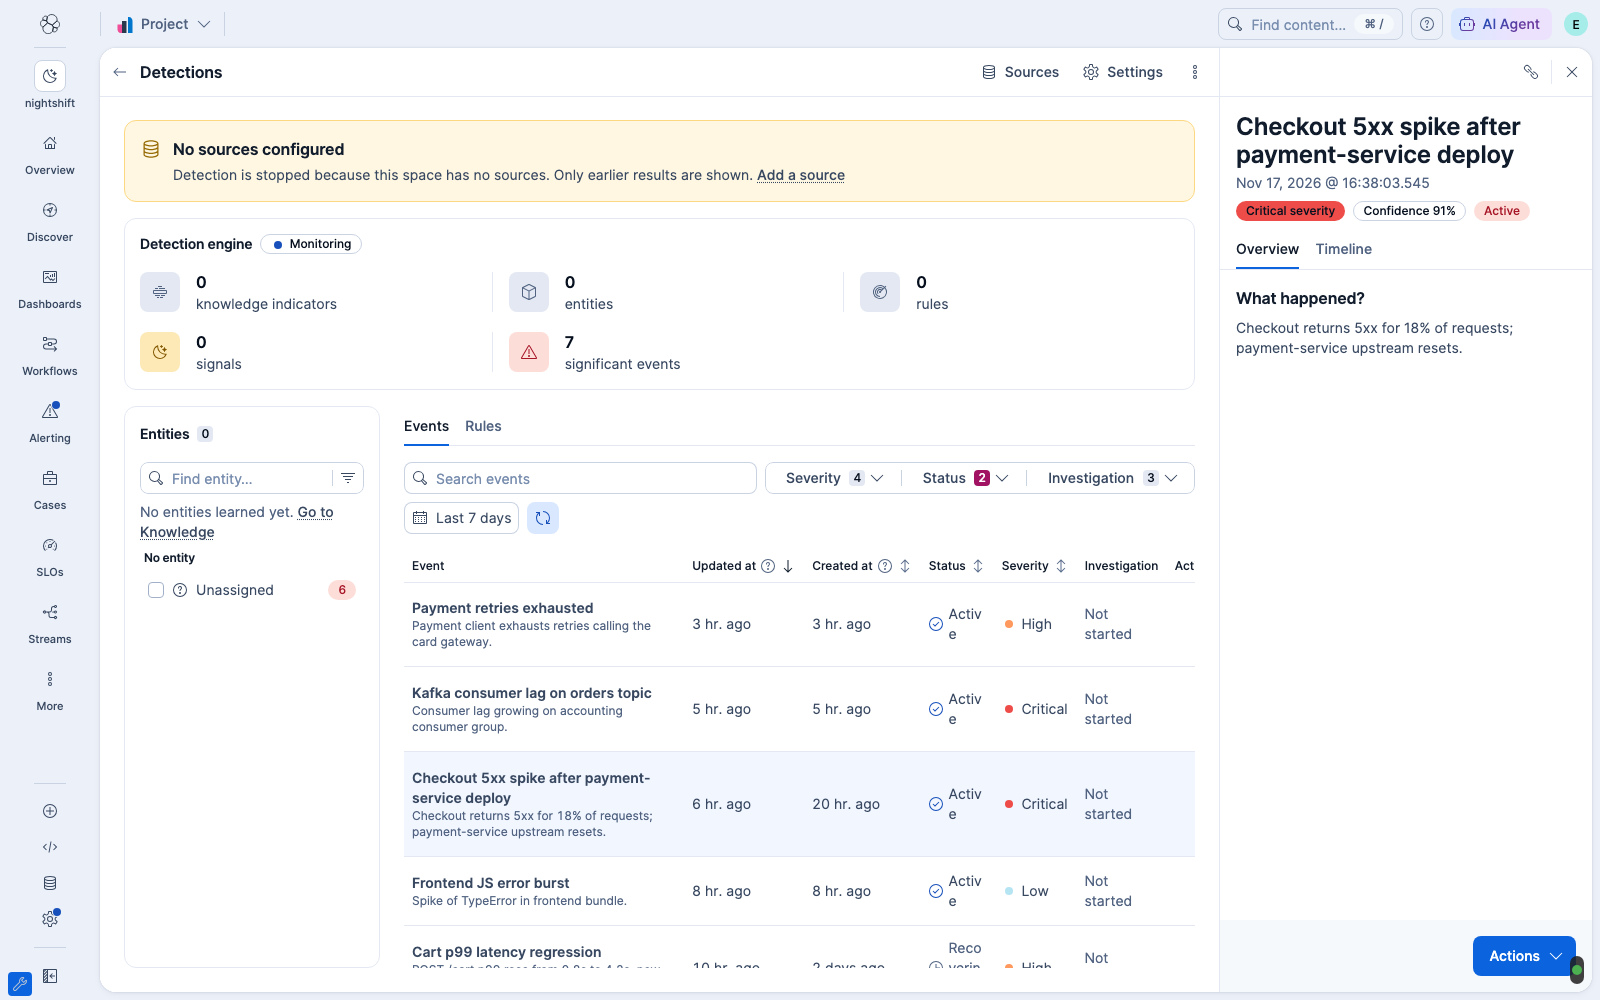 Project
Find content...
⌘ /
AI Agent
E
nightshift
Overview
Discover
Dashboards
Workflows
Alerting
Cases
SLOs
Streams
More
Detections
Sources
Settings
No sources configured
Detection is stopped because this space has no sources. Only earlier results are shown. Add a source
Detection engine
Monitoring
0
knowledge indicators
0
entities
0
rules
0
signals
7
significant events
Entities 0
Find entity...
No entities learned yet. Go to
Knowledge
No entity
Unassigned
6
Events
Rules
Search events
Severity 4
Status 2
Investigation 3
Last 7 days
Event
Updated at
Created at
Status
Severity
Investigation
Act
Payment retries exhausted
Payment client exhausts retries calling the
card gateway.
3 hr. ago
3 hr. ago
Activ
e
High
Not
started
Kafka consumer lag on orders topic
Consumer lag growing on accounting
consumer group.
5 hr. ago
5 hr. ago
Activ
e
Critical
Not
started
Checkout 5xx spike after payment-
service deploy
Checkout returns 5xx for 18% of requests;
payment-service upstream resets.
6 hr. ago
20 hr. ago
Activ
e
Critical
Not
started
Frontend JS error burst
Spike of TypeError in frontend bundle.
8 hr. ago
8 hr. ago
Activ
e
Low
Not
started
Cart p99 latency regression
10 hr. ago
2 days ago
Reco
verin
High
Not
Checkout 5xx spike after
payment-service deploy
Nov 17, 2026 @ 16:38:03.545
Critical severity
Confidence 91%
Active
Overview
Timeline
What happened?
Checkout returns 5xx for 18% of requests;
payment-service upstream resets.
Actions